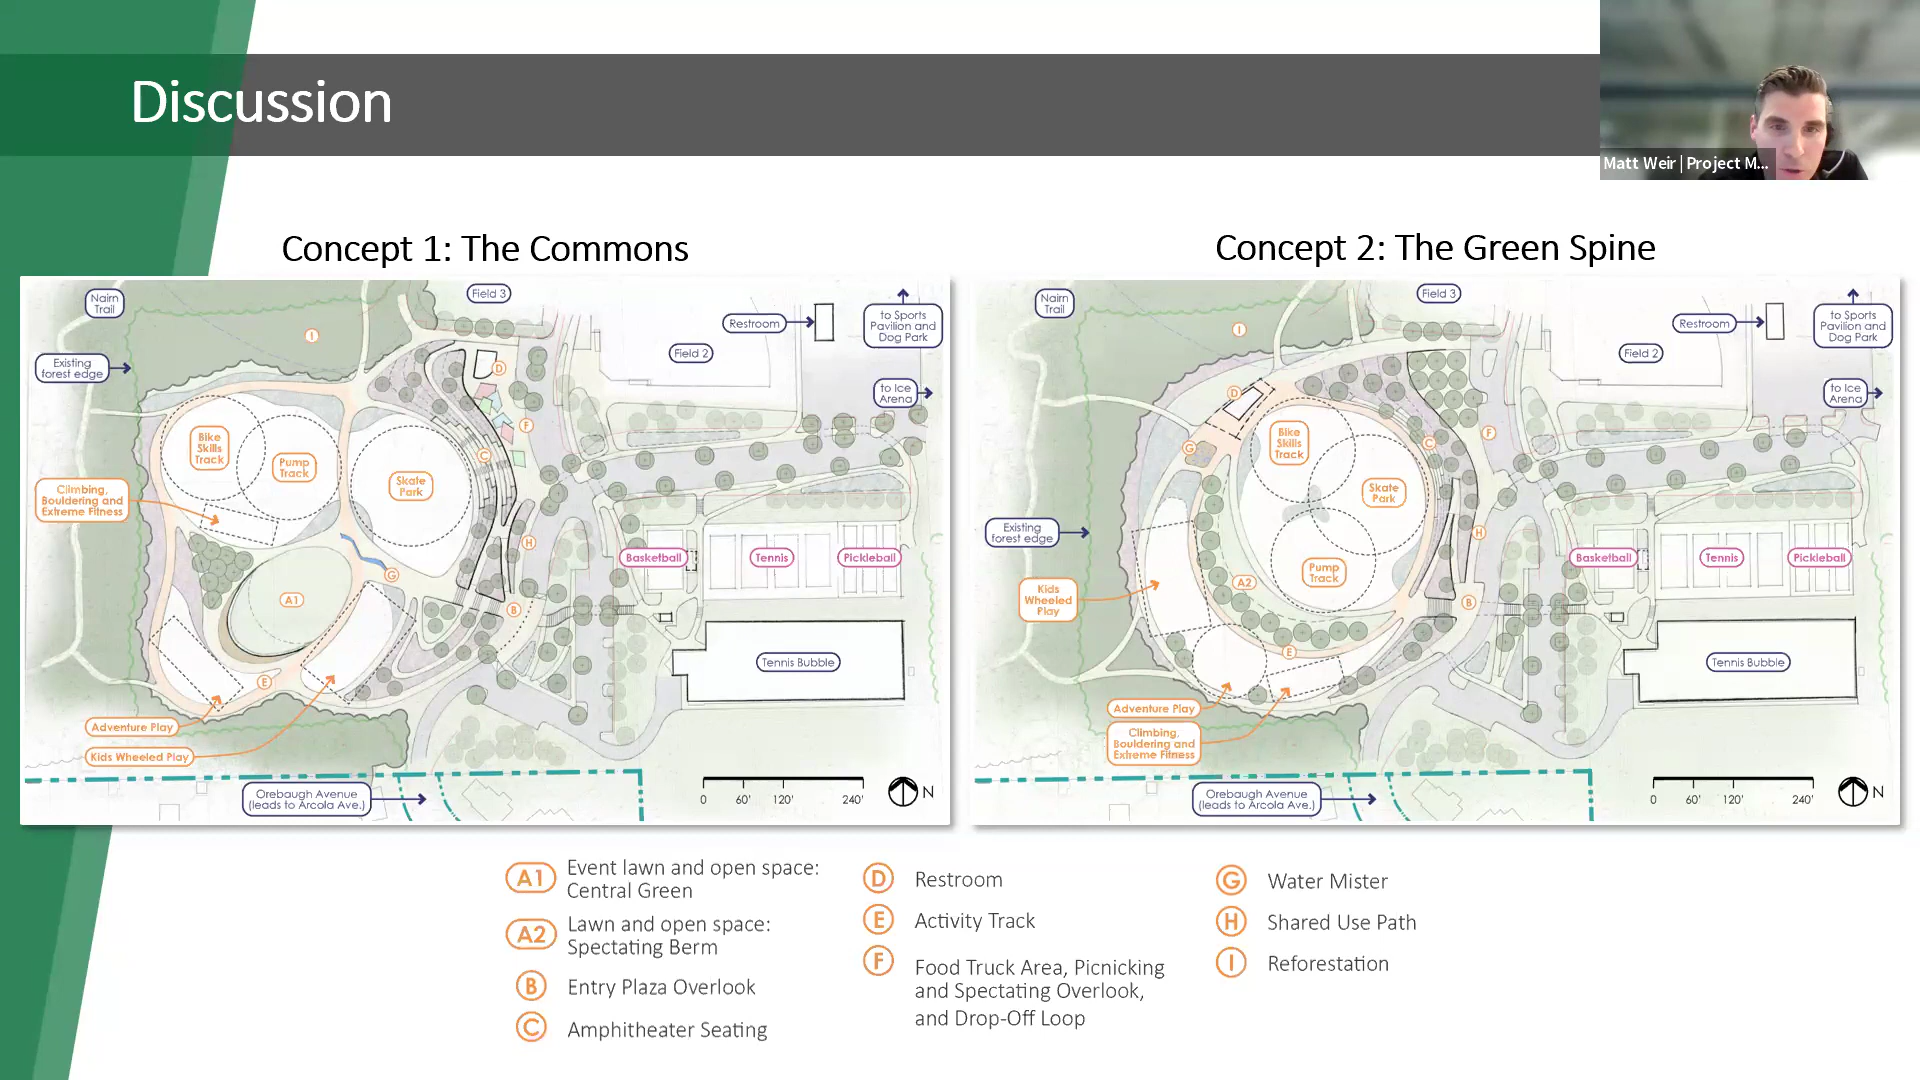 Discussion
Matt Weir | Project M...
Concept 1: The Commons
Nairn
Trail
Field 3
Restroom
to Sports
Pavilion and
Dog Park
Existing
forest edge
Field 2
to Ice
Arena
I
D
F
C
Bike
Skills
Track
Pump
Track
Skate
Park
Climbing,
Bouldering and
Extreme Fitness
H
Basketball
Tennis
Pickleball
G
A1
B
Tennis Bubble
E
Adventure Play
Kids Wheeled Play
Orebaugh Avenue
(leads to Arcola Ave.)
0 60' 120' 240'
N
Concept 2: The Green Spine
Nairn
Trail
Field 3
Restroom
to Sports
Pavilion and
Dog Park
I
Field 2
to Ice
Arena
D
G
F
C
Bike
Skills
Track
Skate
Park
Existing
forest edge
H
Basketball
Tennis
Pickleball
Pump
Track
A2
Kids
Wheeled
Play
B
E
Tennis Bubble
Adventure Play
Climbing,
Bouldering and
Extreme Fitness
Orebaugh Avenue
(leads to Arcola Ave.)
0 60' 120' 240'
N
A1 Event lawn and open space:
Central Green
A2 Lawn and open space:
Spectating Berm
B Entry Plaza Overlook
C Amphitheater Seating
D Restroom
E Activity Track
F Food Truck Area, Picnicking
and Spectating Overlook,
and Drop-Off Loop
G Water Mister
H Shared Use Path
I Reforestation